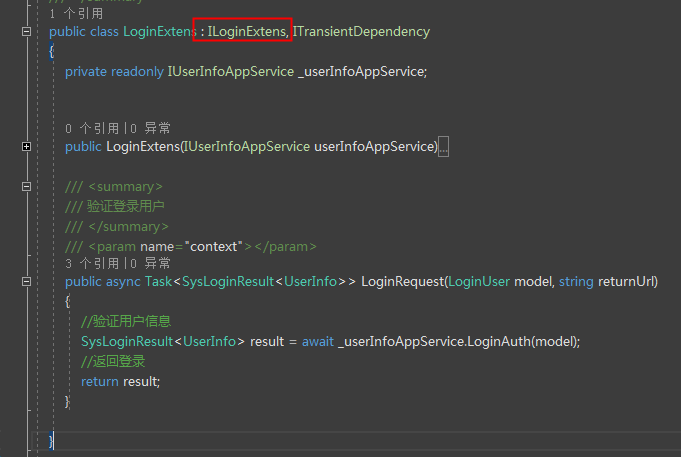 1 个引用
public class LoginExtens : ILoginExtens, ITransientDependency
{
private readonly IUserInfoAppService _userInfoAppService;
0 个引用|0 异常
public LoginExtens(IUserInfoAppService userInfoAppService)...
/// <summary>
/// 验证登录用户
/// </summary>
/// <param name="context"></param>
3 个引用|0 异常
public async Task<SysLoginResult<UserInfo>> LoginRequest(LoginUser model, string returnUrl)
{
//验证用户信息
SysLoginResult<UserInfo> result = await _userInfoAppService.LoginAuth(model);
//返回登录
return result;
}
}